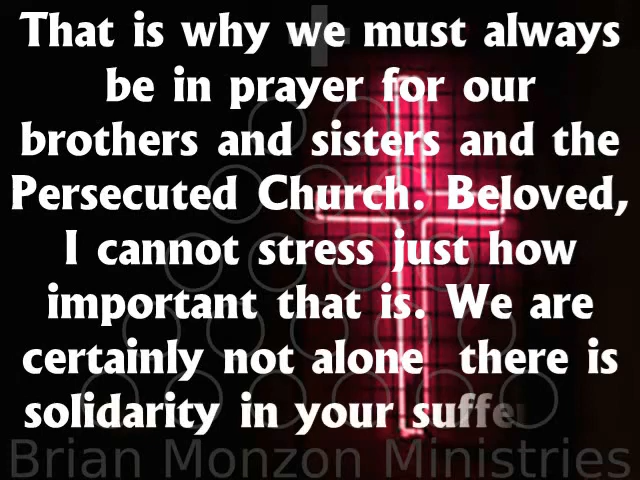 That is why we must always
be in prayer for our
brothers and sisters and the
Persecuted Church. Beloved,
I cannot stress just how
important that is. We are
certainly not alone there is
solidarity in your suffe
Brian Monzon Ministries